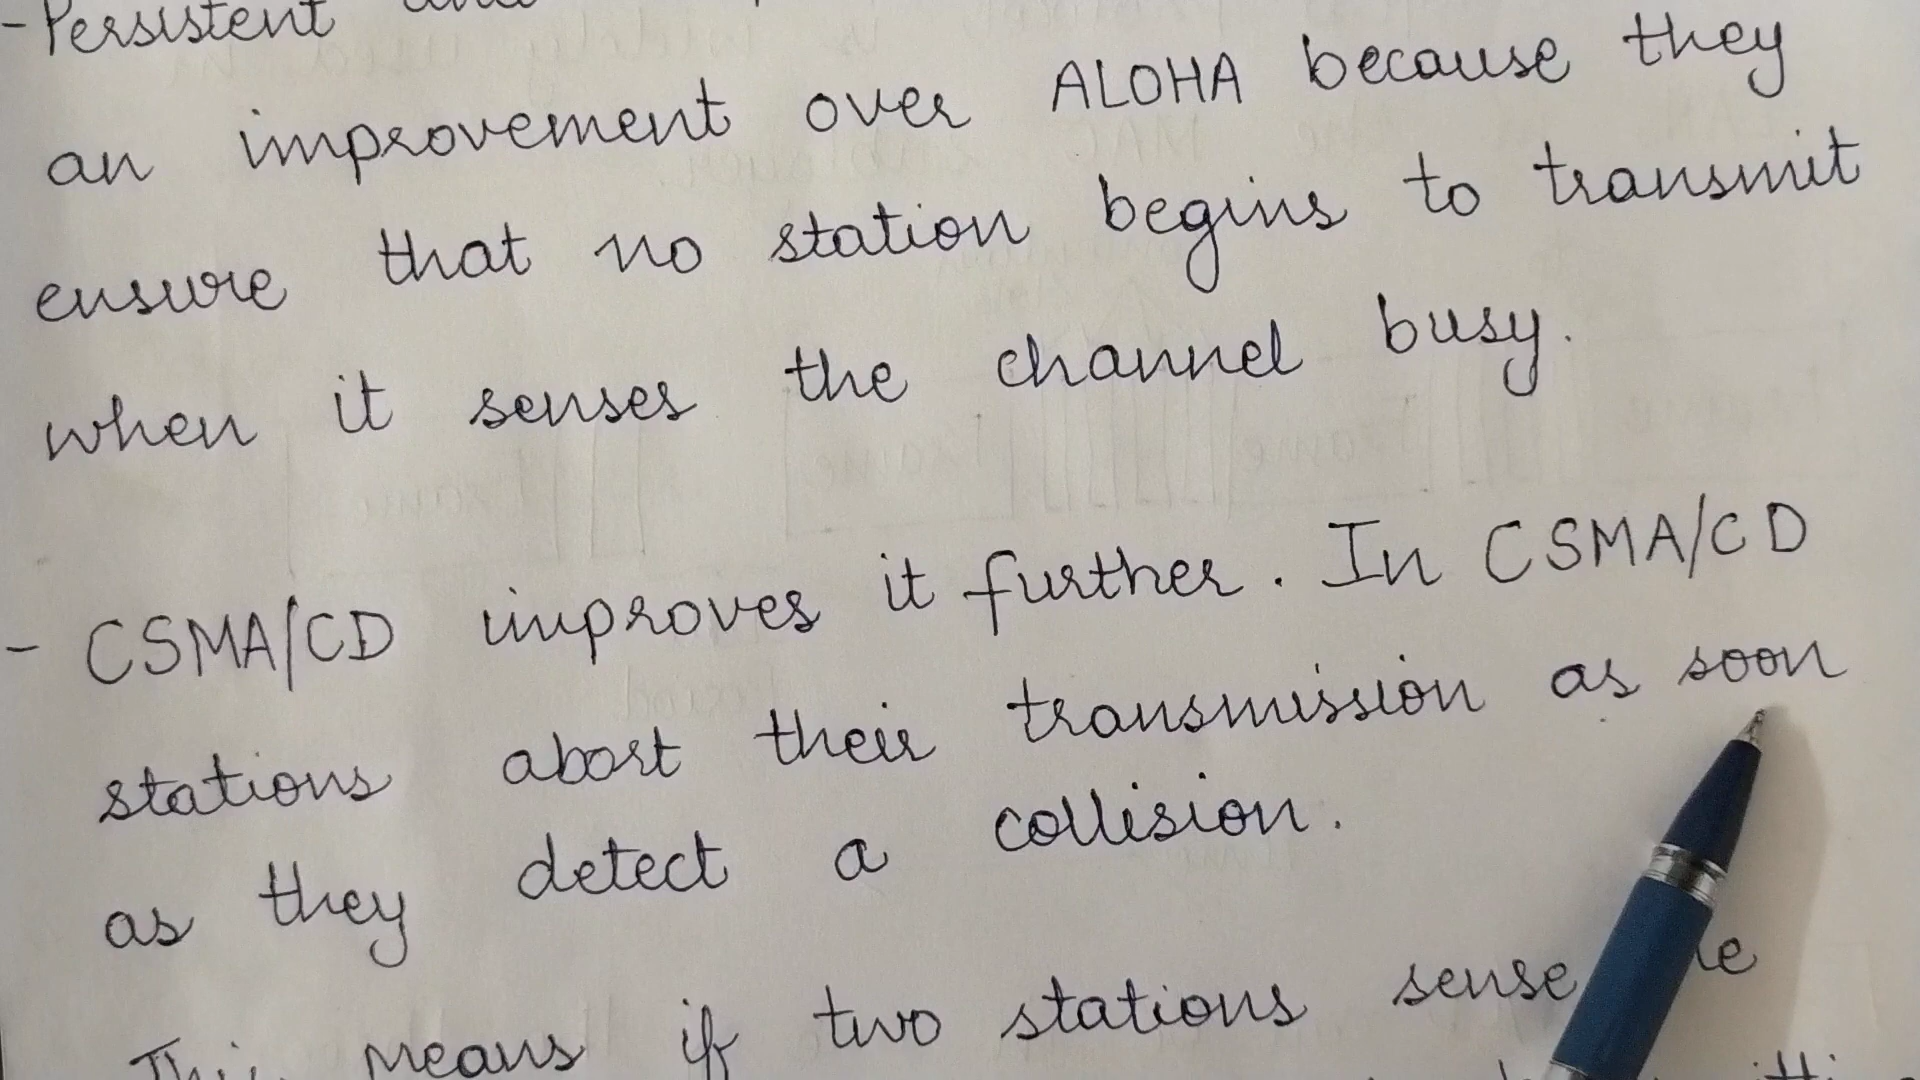 - Persistent and
an improvement over ALOHA because they
ensure that no station begins to transmit
when it senses the channel busy.
- CSMA/CD improves it further. In CSMA/CD
stations abort their transmission as soon
as they detect a collision.
This means if two stations sense